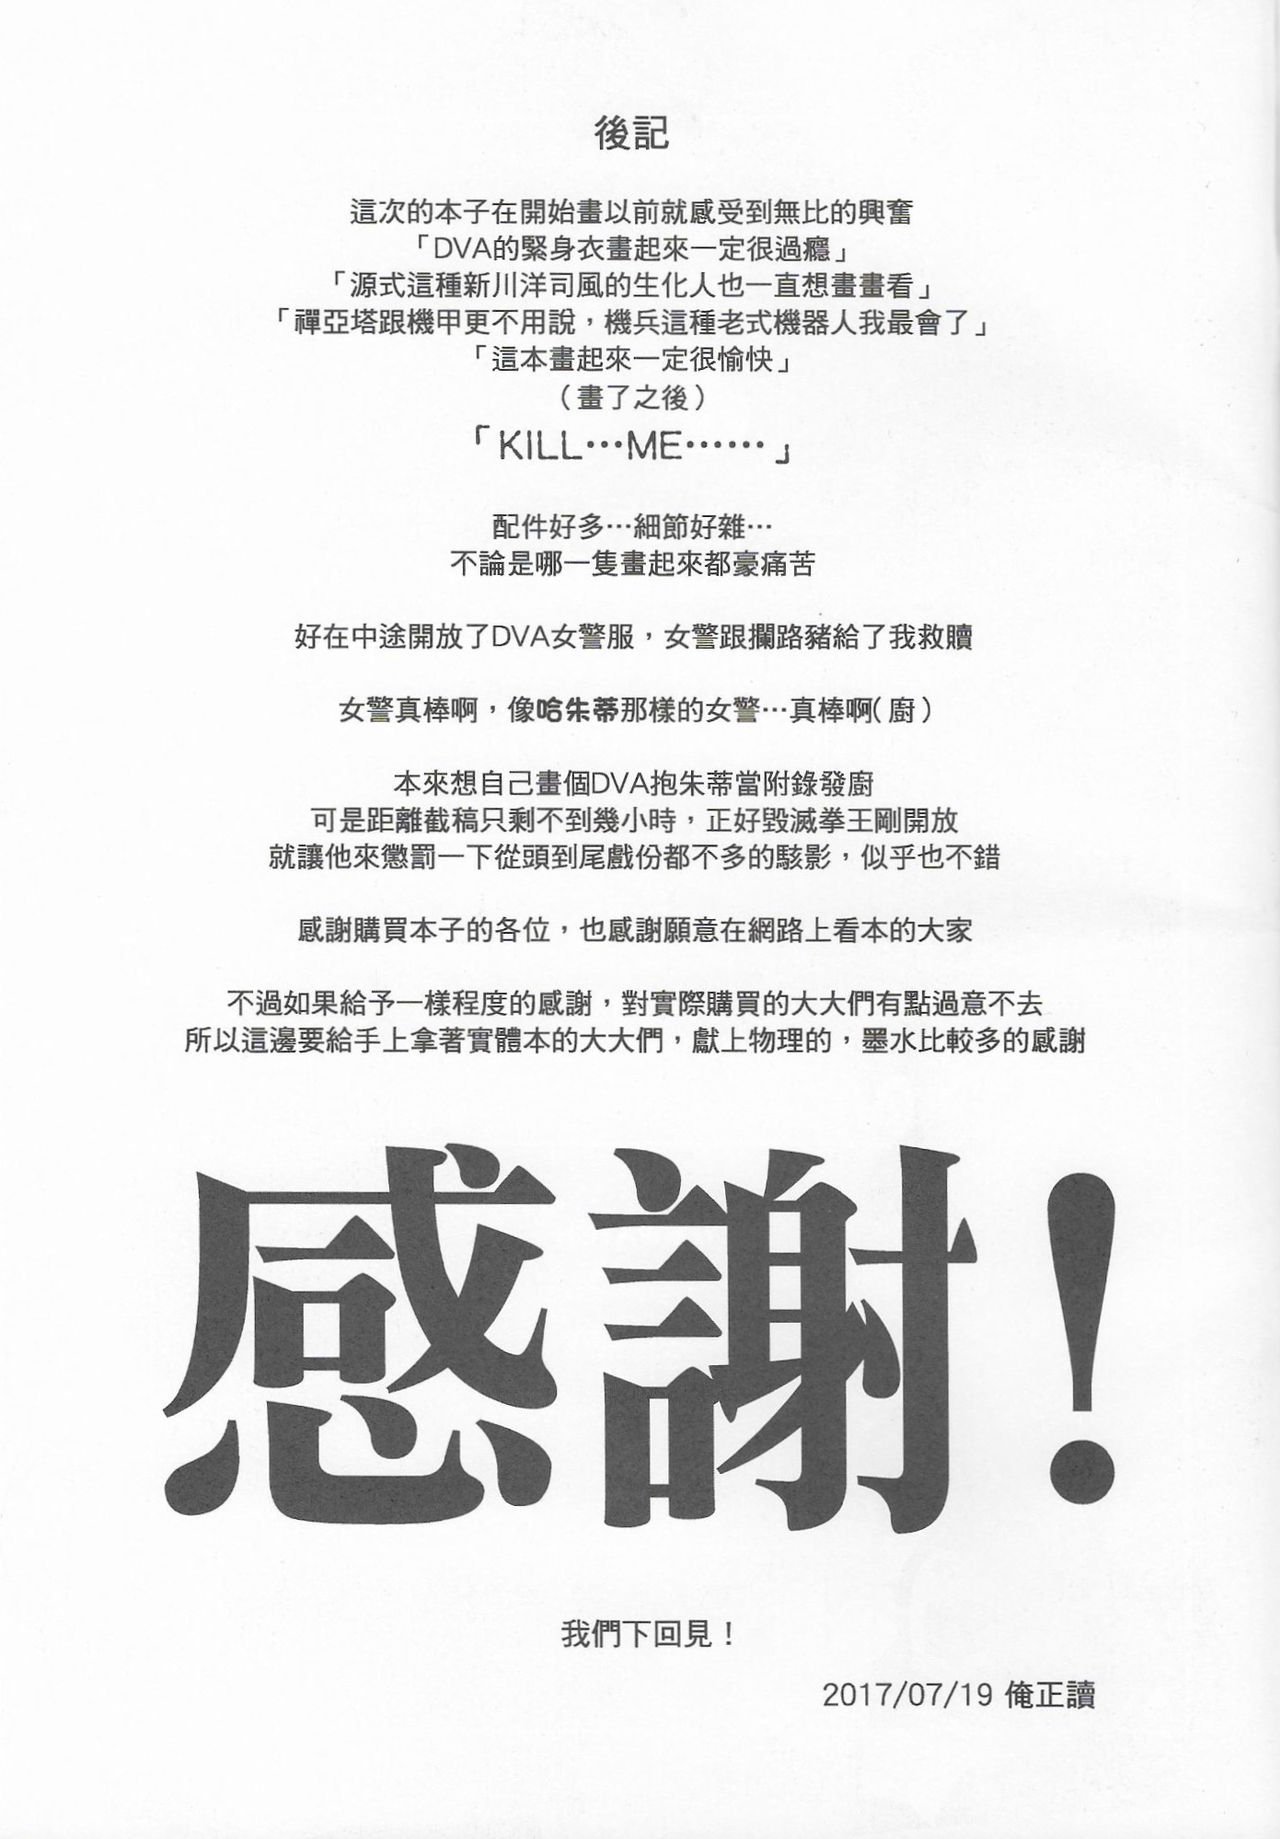 後記
這次的本子在開始畫以前就感受到無比的興奮
「DVA的緊身衣畫起來一定很過癮」
「源式這種新川洋司風的生化人也一直想畫畫看」
「禪亞塔跟機甲更不用說，機兵這種老式機器人我最會了」
「這本畫起來一定很愉快」
（畫了之後）
「KILL…ME……」
配件好多…細節好雜…
不論是哪一隻畫起來都豪痛苦
好在中途開放了DVA女警服，女警跟攔路豬給了我救贖
女警真棒啊，像哈朱蒂那樣的女警…真棒啊（廚）
本來想自己畫個DVA抱朱蒂當附錄發廚
可是距離截稿只剩不到幾小時，正好毀滅拳王剛開放
就讓他來懲罰一下從頭到尾戲份都不多的駭影，似乎也不錯
感謝購買本子的各位，也感謝願意在網路上看本的大家
不過如果給予一樣程度的感謝，對實際購買的大大們有點過意不去
所以這邊要給手上拿著實體本的大大們，獻上物理的，墨水比較多的感謝
感謝！
我們下回見！
2017/07/19 俺正讀